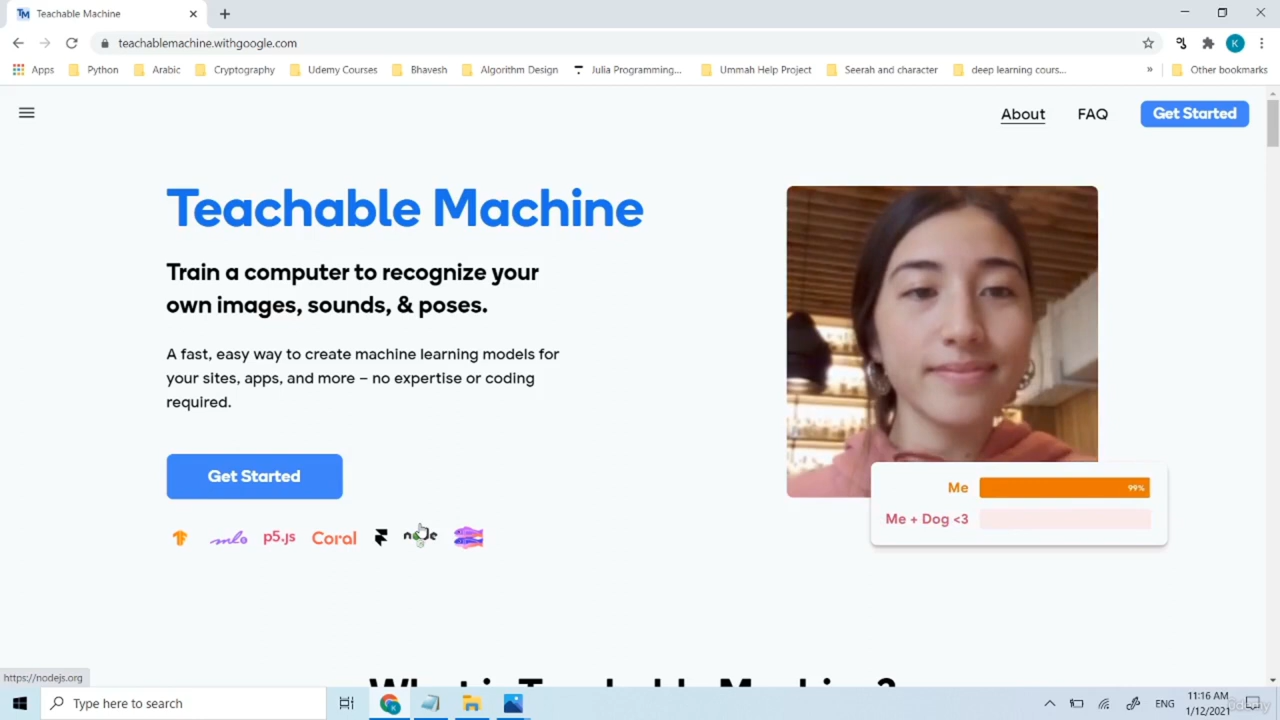 Teachable Machine
teachablemachine.withgoogle.com
Apps Python Arabic Cryptography Udemy Courses Bhavesh Algorithm Design Julia Programming... Ummah Help Project Seerah and character deep learning cours... » Other bookmarks
About FAQ Get Started
Teachable Machine
Train a computer to recognize your
own images, sounds, & poses.
A fast, easy way to create machine learning models for
your sites, apps, and more – no expertise or coding
required.
Get Started
p5.js Coral node
Me 99%
Me + Dog <3
What is Teachable Machine?
https://nodejs.org
Type here to search
ENG
11:16 AM
1/12/2021